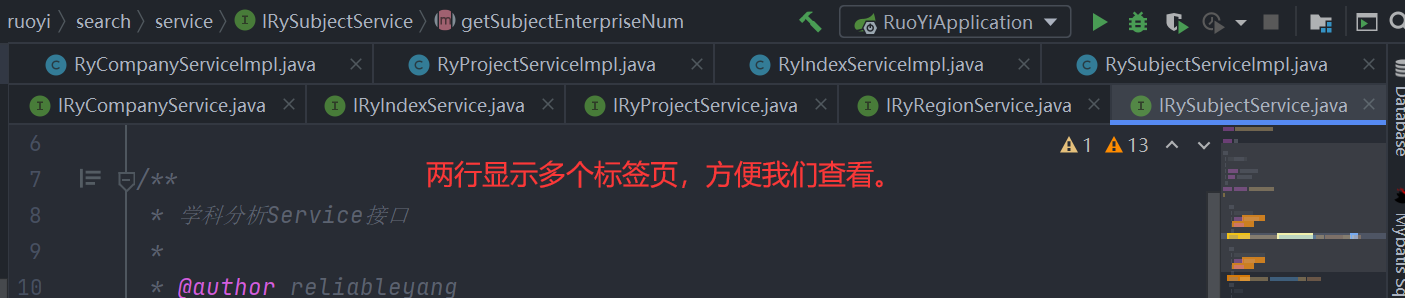 ruoyi search service IRySubjectService getSubjectEnterpriseNum RuoYiApplication
RyCompanyServiceImpl.java RyProjectServiceImpl.java RyIndexServiceImpl.java RySubjectServiceImpl.java
IRyCompanyService.java IRyIndexService.java IRyProjectService.java IRyRegionService.java IRySubjectService.java
6
1 13
两行显示多个标签页，方便我们查看。
7 /**
8 * 学科分析Service接口
9 *
10 * @author reliableyang
Database
Mybatis Sq